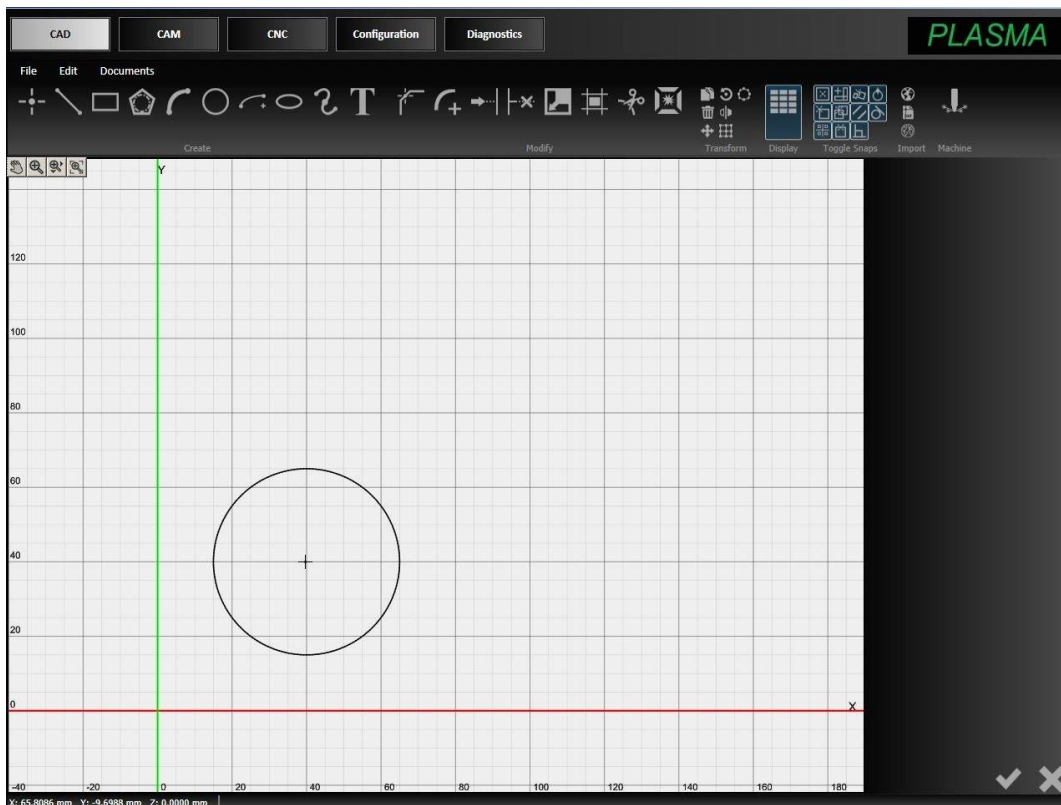 CAD CAM CNC Configuration Diagnostics PLASMA
File Edit Documents
T
Create Modify Transform Display Toggle Snaps Import Machine
Y
120
100
80
60
40
20
0
X
-40 -20 0 20 40 60 80 100 120 140 160 180
X: 65.8086 mm Y: -9.6988 mm Z: 0.0000 mm